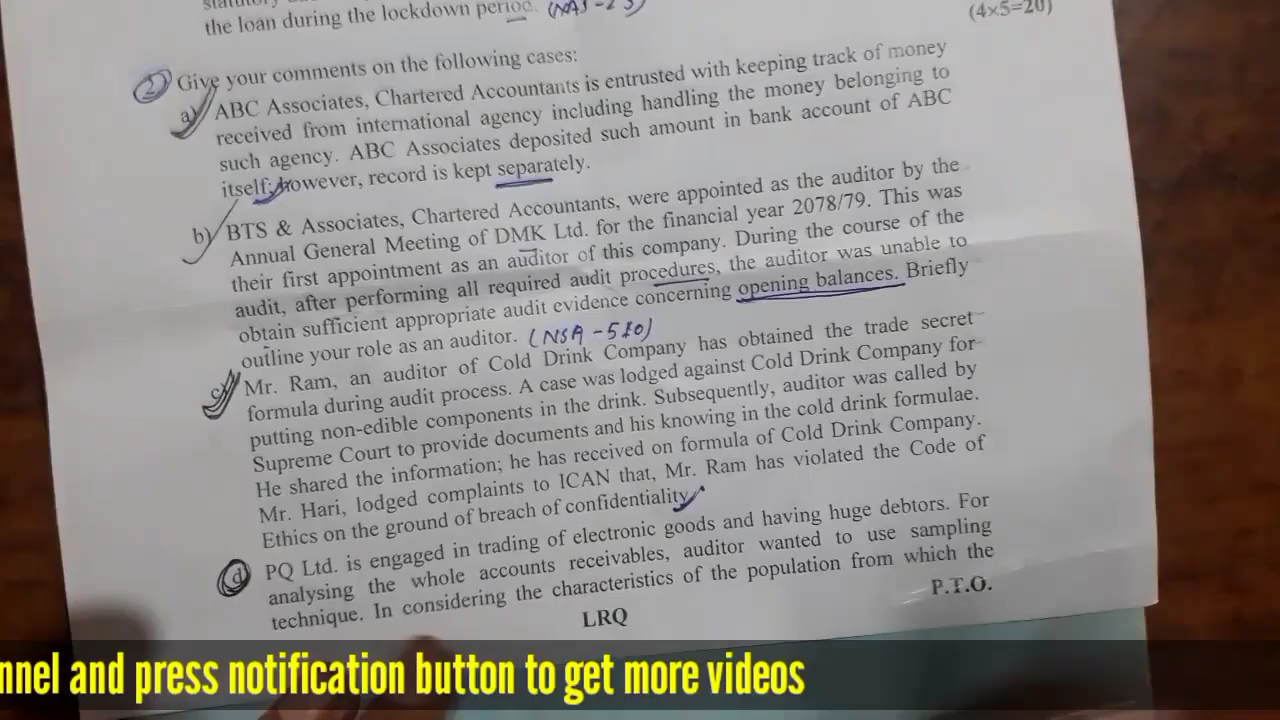 the loan during the lockdown period. (NAS-23)
(4×5=20)
2) Give your comments on the following cases:
a) ABC Associates, Chartered Accountants is entrusted with keeping track of money
received from international agency including handling the money belonging to
such agency. ABC Associates deposited such amount in bank account of ABC
itself; however, record is kept separately.
b) BTS & Associates, Chartered Accountants, were appointed as the auditor by the
Annual General Meeting of DMK Ltd. for the financial year 2078/79. This was
their first appointment as an auditor of this company. During the course of the
audit, after performing all required audit procedures, the auditor was unable to
obtain sufficient appropriate audit evidence concerning opening balances. Briefly
outline your role as an auditor. (NSA-510)
c) Mr. Ram, an auditor of Cold Drink Company has obtained the trade secret
formula during audit process. A case was lodged against Cold Drink Company for
putting non-edible components in the drink. Subsequently, auditor was called by
Supreme Court to provide documents and his knowing in the cold drink formulae.
He shared the information; he has received on formula of Cold Drink Company.
Mr. Hari, lodged complaints to ICAN that, Mr. Ram has violated the Code of
Ethics on the ground of breach of confidentiality.
d) PQ Ltd. is engaged in trading of electronic goods and having huge debtors. For
analysing the whole accounts receivables, auditor wanted to use sampling
technique. In considering the characteristics of the population from which the
P.T.O.
LRQ
nnel and press notification button to get more videos